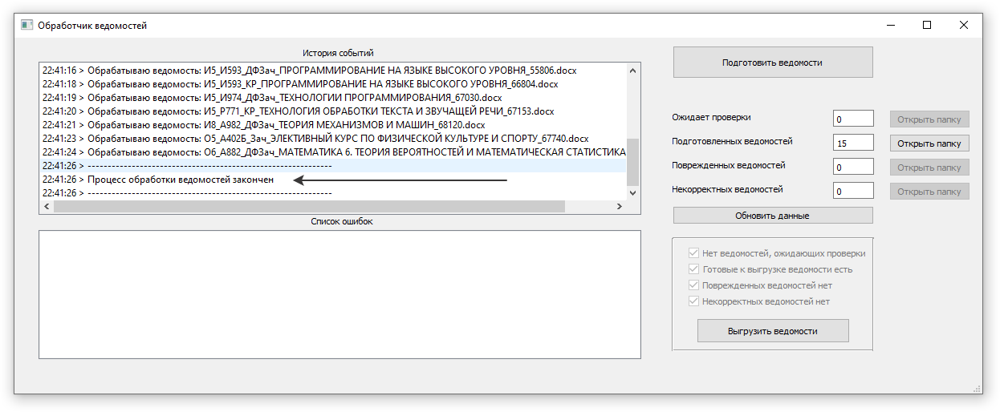 Обработчик ведомостей
История событий
22:41:16 > Обрабатываю ведомость: И5_И593_ДФЗач_ПРОГРАММИРОВАНИЕ НА ЯЗЫКЕ ВЫСОКОГО УРОВНЯ_55806.docx
22:41:18 > Обрабатываю ведомость: И5_И593_КР_ПРОГРАММИРОВАНИЕ НА ЯЗЫКЕ ВЫСОКОГО УРОВНЯ_66804.docx
22:41:19 > Обрабатываю ведомость: И5_И974_ДФЗач_ТЕХНОЛОГИИ ПРОГРАММИРОВАНИЯ_67030.docx
22:41:20 > Обрабатываю ведомость: И5_Р771_КР_ТЕХНОЛОГИЯ ОБРАБОТКИ ТЕКСТА И ЗВУЧАЩЕЙ РЕЧИ_67153.docx
22:41:21 > Обрабатываю ведомость: И8_А982_ДФЗач_ТЕОРИЯ МЕХАНИЗМОВ И МАШИН_68120.docx
22:41:23 > Обрабатываю ведомость: О5_А402Б_Зач_ЭЛЕКТИВНЫЙ КУРС ПО ФИЗИЧЕСКОЙ КУЛЬТУРЕ И СПОРТУ_67740.docx
22:41:24 > Обрабатываю ведомость: О6_А882_ДФЗач_МАТЕМАТИКА 6. ТЕОРИЯ ВЕРОЯТНОСТЕЙ И МАТЕМАТИЧЕСКАЯ СТАТИСТИКА
22:41:26 > -------------------------------------------------------------
22:41:26 > Процесс обработки ведомостей закончен
22:41:26 > -------------------------------------------------------------
Список ошибок
Подготовить ведомости
Ожидает проверки 0 Открыть папку
Подготовленных ведомостей 15 Открыть папку
Поврежденных ведомостей 0 Открыть папку
Некорректных ведомостей 0 Открыть папку
Обновить данные
Нет ведомостей, ожидающих проверки
Готовые к выгрузке ведомости есть
Поврежденных ведомостей нет
Некорректных ведомостей нет
Выгрузить ведомости